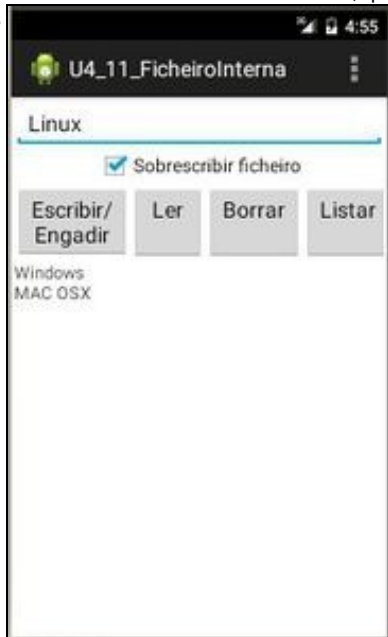 4:55
U4_11_FicheiroInterna
Linux
Sobrescribir ficheiro
Escribir/ Ler Borrar Listar
Engadir
Windows
MAC OSX